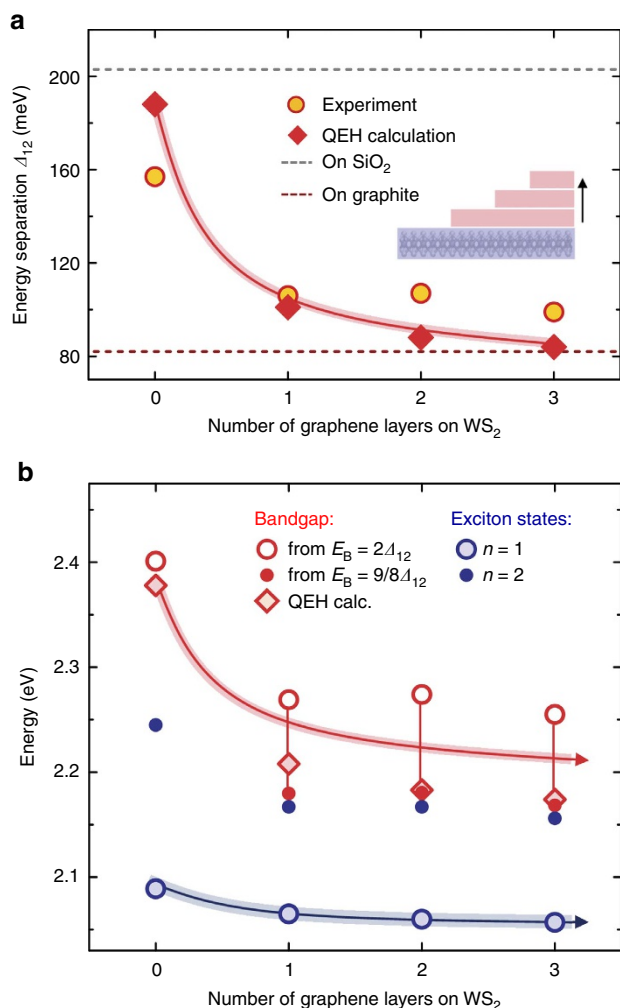 a
Energy separation Δ12 (meV)
200
160
120
80
Experiment
QEH calculation
On SiO2
On graphite
0 1 2 3
Number of graphene layers on WS2
b
Energy (eV)
2.4
2.3
2.2
2.1
Bandgap:
from EB = 2Δ12
from EB = 9/8Δ12
QEH calc.
Exciton states:
n = 1
n = 2
0 1 2 3
Number of graphene layers on WS2